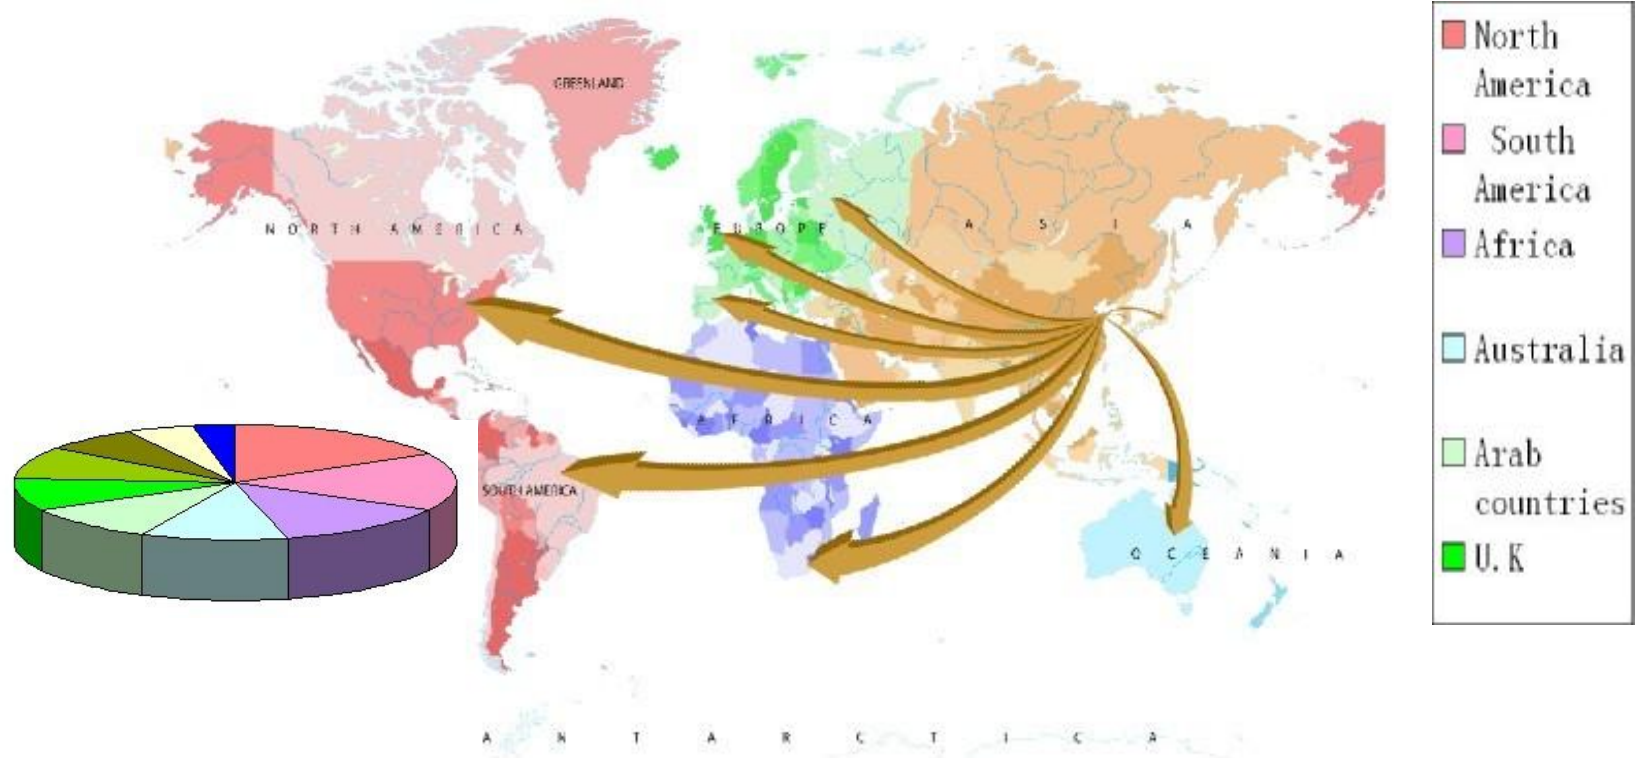 GREENLAND
NORTH AMERICA
EUROPE
ASIA
AFRICA
SOUTH AMERICA
OCEANIA
ANTARCTICA
North
America
South
America
Africa
Australia
Arab
countries
U.K